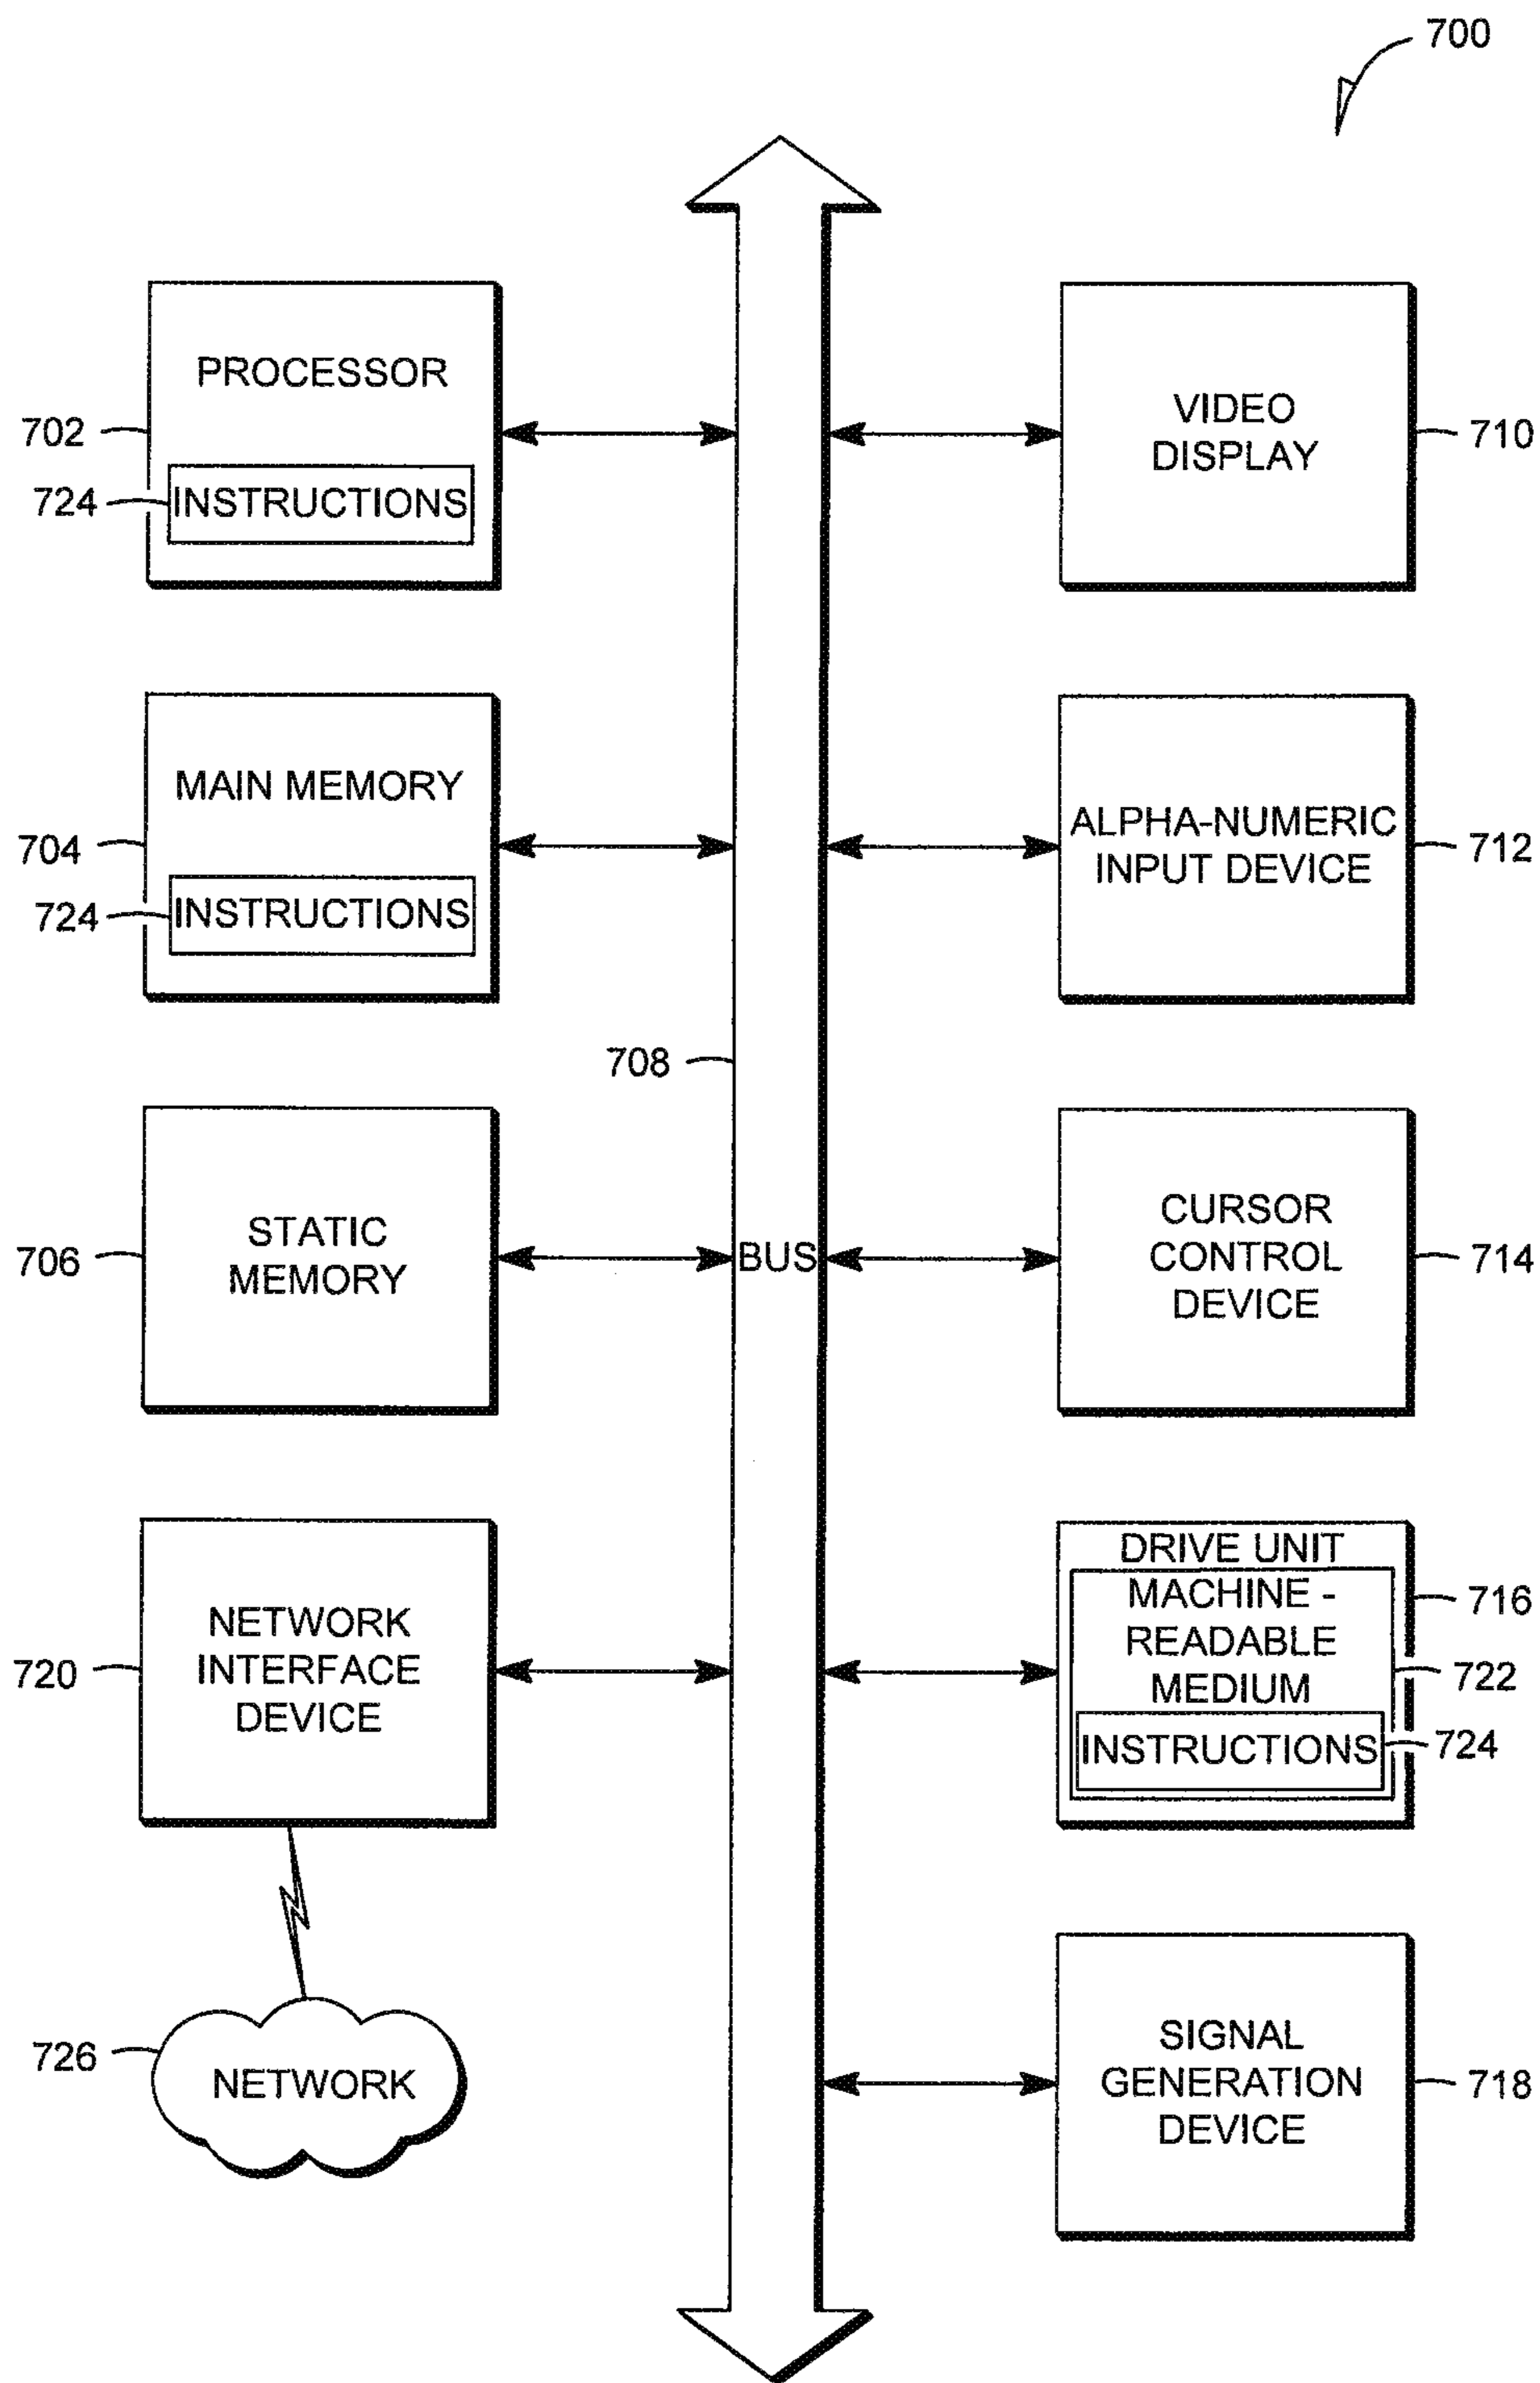 700
PROCESSOR
702
724
INSTRUCTIONS
VIDEO
DISPLAY
710
MAIN MEMORY
704
724
INSTRUCTIONS
ALPHA-NUMERIC
INPUT DEVICE
712
708
STATIC
MEMORY
706
BUS
CURSOR
CONTROL
DEVICE
714
NETWORK
INTERFACE
DEVICE
720
DRIVE UNIT
716
MACHINE -
READABLE
MEDIUM
722
INSTRUCTIONS
724
726
NETWORK
SIGNAL
GENERATION
DEVICE
718